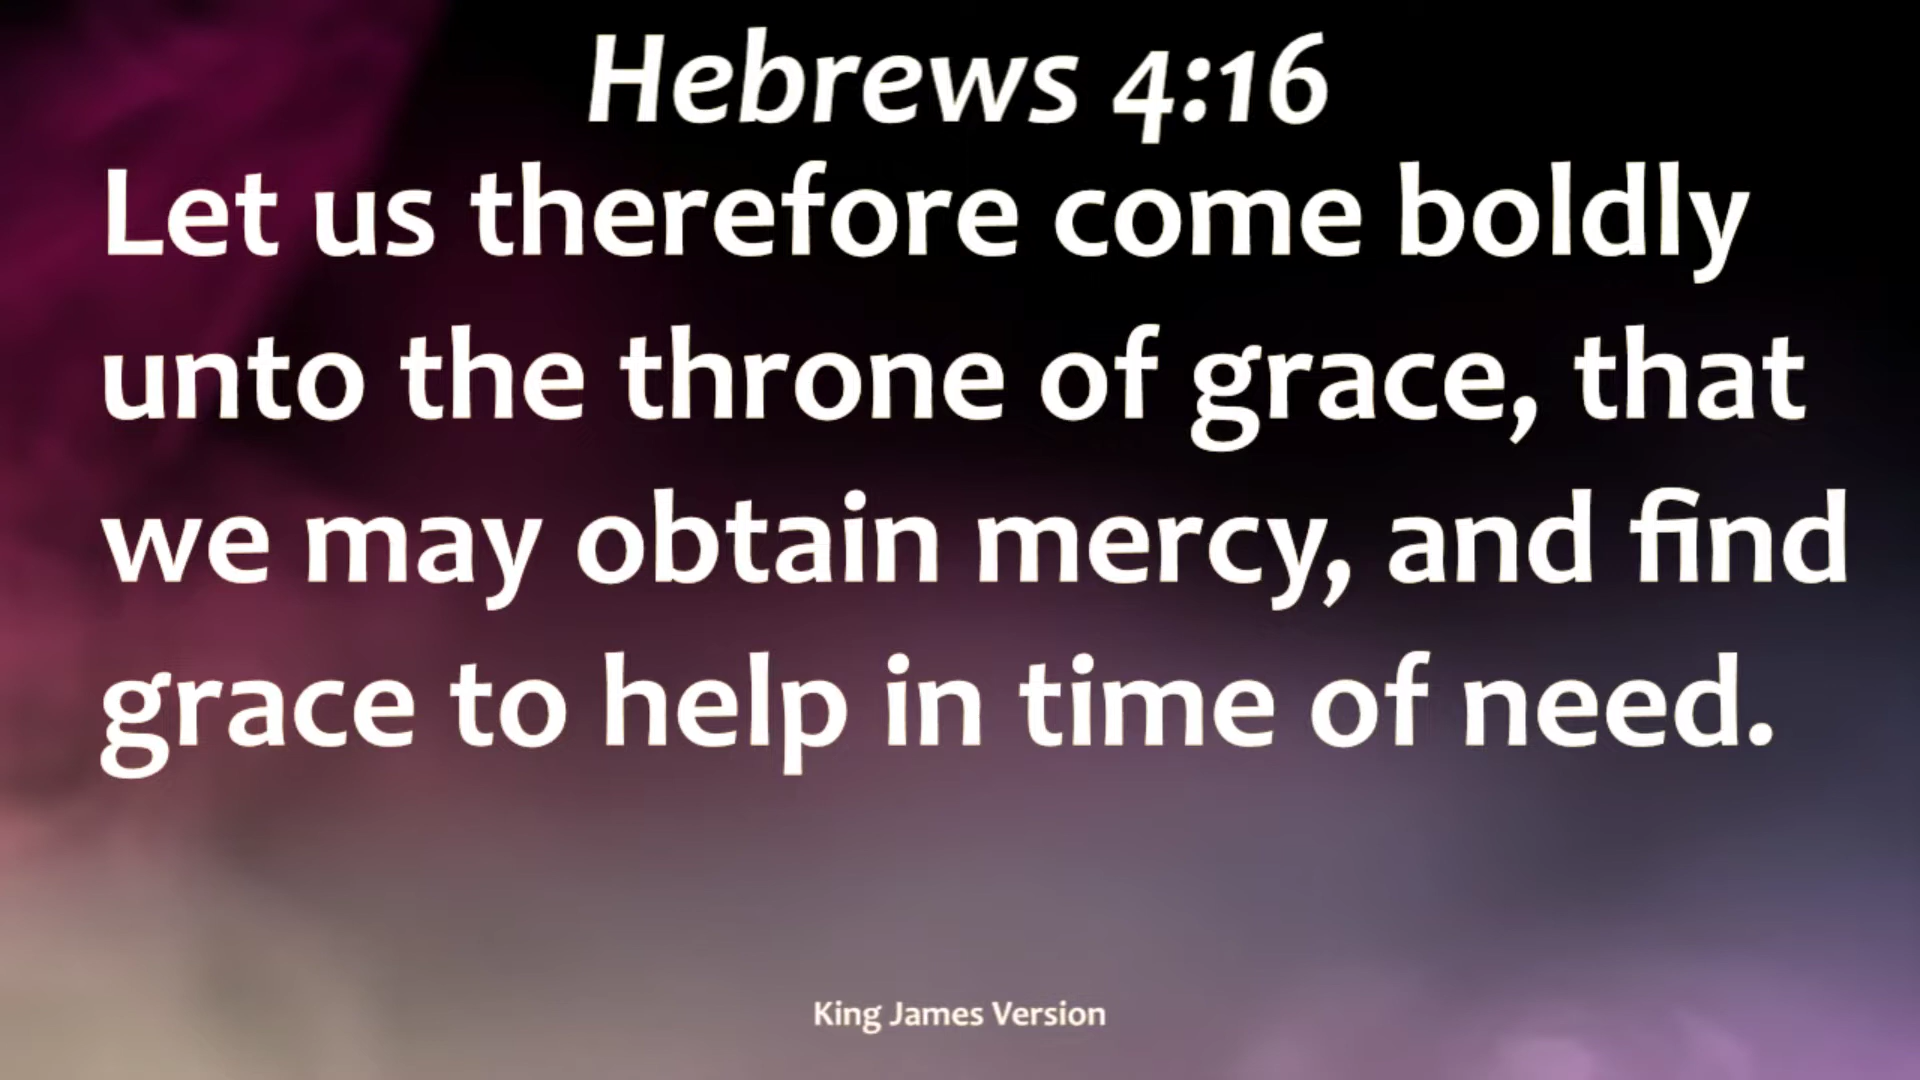 Hebrews 4:16
Let us therefore come boldly
unto the throne of grace, that
we may obtain mercy, and find
grace to help in time of need.
King James Version